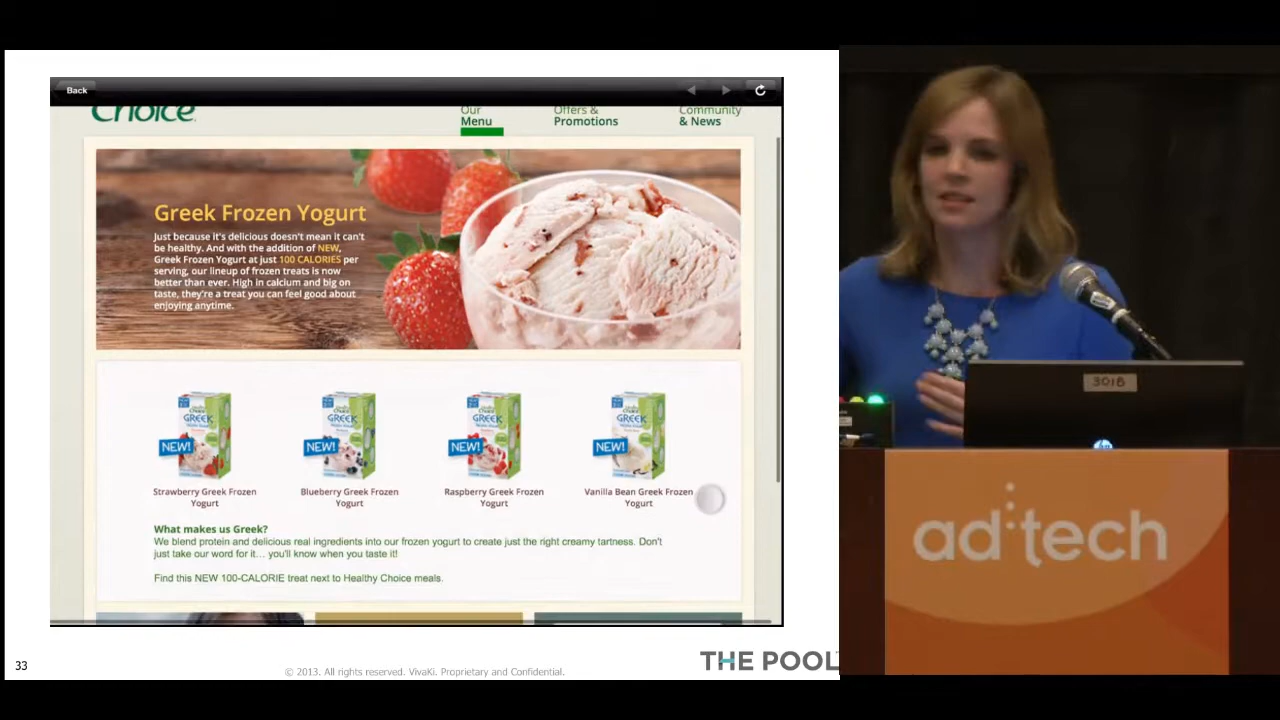 Back
Choice
Our
Menu
Offers &
Promotions
Community
& News
Greek Frozen Yogurt
Just because it's delicious doesn't mean it can't
be healthy. And with the addition of NEW,
Greek Frozen Yogurt at just 100 CALORIES per
serving, our lineup of frozen treats is now
better than ever. High in calcium and big on
taste, they're a treat you can feel good about
enjoying anytime.
Choice
GREEK
NEW!
Choice
GREEK
NEW!
Choice
GREEK
NEW!
Choice
GREEK
NEW!
Strawberry Greek Frozen
Yogurt
Blueberry Greek Frozen
Yogurt
Raspberry Greek Frozen
Yogurt
Vanilla Bean Greek Frozen
Yogurt
What makes us Greek?
We blend protein and delicious real ingredients into our frozen yogurt to create just the right creamy tartness. Don't
just take our word for it... you'll know when you taste it!
Find this NEW 100-CALORIE treat next to Healthy Choice meals.
33
© 2013. All rights reserved. VivaKi. Proprietary and Confidential.
THE POOL
3016
hp
ad:tech